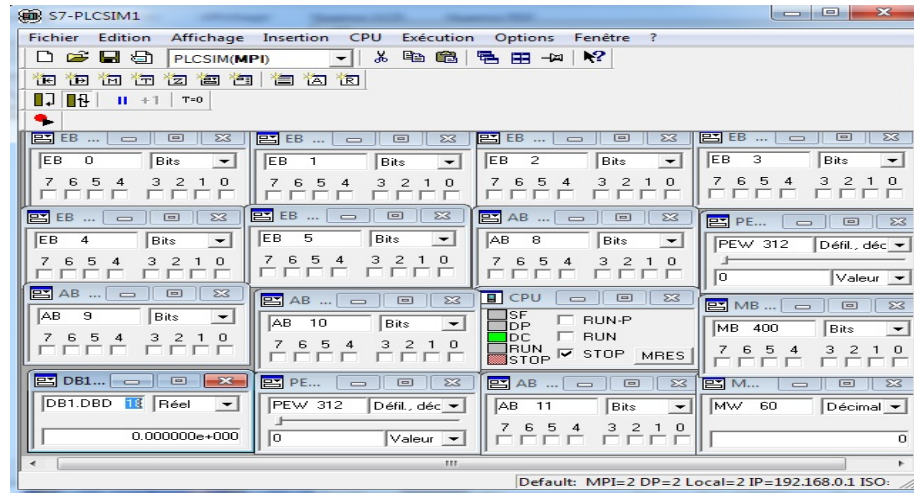 S7-PLCSIM1
Fichier Edition Affichage Insertion CPU Exécution Options Fenêtre ?
PLCSIM(MPI)
+1 T=0
EB ... EB ... EB ... EB ...
EB 0 Bits EB 1 Bits EB 2 Bits EB 3 Bits
7 6 5 4 3 2 1 0 7 6 5 4 3 2 1 0 7 6 5 4 3 2 1 0 7 6 5 4 3 2 1 0
EB ... EB ... AB ... PE...
EB 4 Bits EB 5 Bits AB 8 Bits PEW 312 Défil., déc
7 6 5 4 3 2 1 0 7 6 5 4 3 2 1 0 7 6 5 4 3 2 1 0
0 Valeur
AB ... AB ... CPU MB ...
AB 9 Bits AB 10 Bits SF DP DC RUN STOP RUN-P RUN STOP MRES MB 400 Bits
7 6 5 4 3 2 1 0 7 6 5 4 3 2 1 0 7 6 5 4 3 2 1 0
DB1... PE... AB ... M...
DB1.DBD 18 Réel PEW 312 Défil., déc AB 11 Bits MW 60 Décimal
7 6 5 4 3 2 1 0
0.000000e+000 0 Valeur 0
Default: MPI=2 DP=2 Local=2 IP=192.168.0.1 ISO: